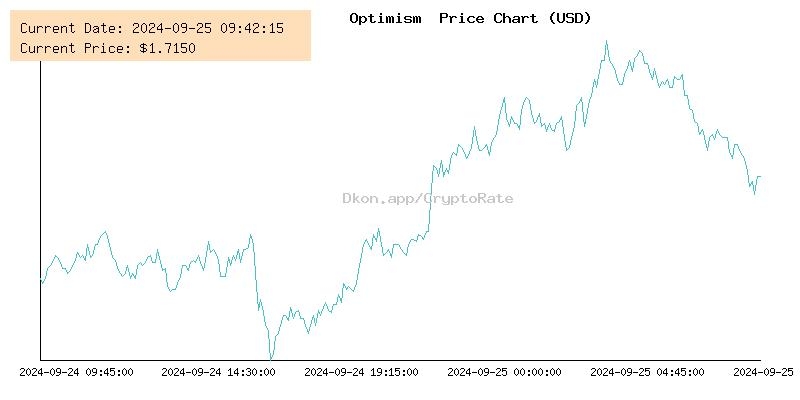 Optimism  Price Chart (USD)
Current Date: 2024-09-25 09:42:15
Current Price: $1.7150
Dkon.app/CryptoRate
2024-09-24 09:45:00 2024-09-24 14:30:00 2024-09-24 19:15:00 2024-09-25 00:00:00 2024-09-25 04:45:00 2024-09-25